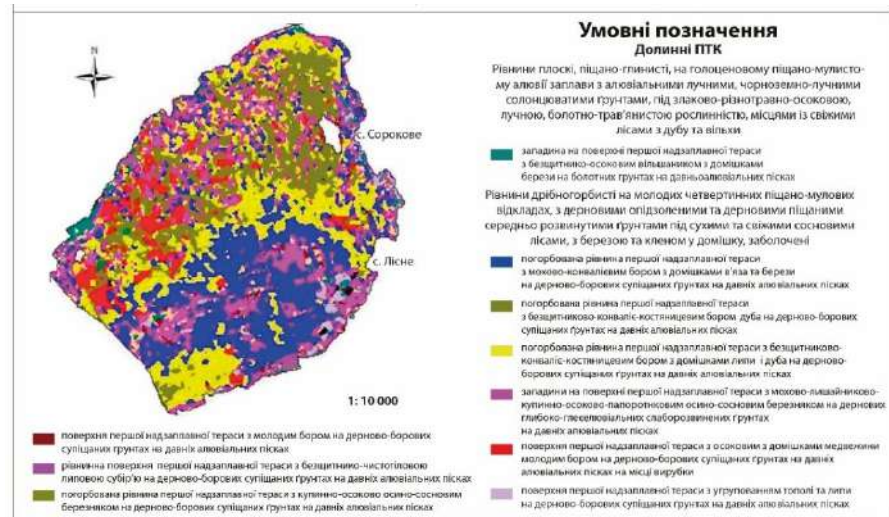 Умовні позначення
Долинні ПТК
Рівнини плоскі, піщано-глинисті, на голоценовому піщано-мулисто-
му алювії заплави з алювіальними лучними, чорноземно-лучними
солонцюватими ґрунтами, під злаково-різнотравно-осоковою,
лучною, болотно-трав'янистою рослинністю, місцями із свіжими
лісами з дубу та вільхи
западина на поверхні першої надзаплавної тераси
з безщитнико-осоковим вільшаником з домішками
берези на болотних ґрунтах на давньоалювіальних пісках
Рівнини дрібногорбисті на молодих четвертинних піщано-мулових
відкладах, з дерновими опідзоленими та дерновими піщаними
середньо розвинутими ґрунтами під сухими та свіжими сосновими
лісами, з березою та кленом у домішку, заболочені
погорбована рівнина першої надзаплавної тераси
з мохово-конвалієвим бором з домішками в'яза та берези
на дерново-борових супіщаних ґрунтах на давніх алювіальних пісках
погорбована рівнина першої надзаплавної тераси
з безщитниково-конваліє-костяницевим бором дуба на дерново-борових
супіщаних ґрунтах на давніх алювіальних пісках
погорбована рівнина першої надзаплавної тераси з безщитниково-
конваліє-костяницевим бором з домішками липи і дуба на дерново-
борових супіщаних ґрунтах на давніх алювіальних пісках
западини на поверхні першої надзаплавної тераси з мохово-лишайниково-
купинно-осоково-папоротниковим осино-сосновим березняком на дернових
глибоко-глеєелювіальних слаборозвинених ґрунтах
на давніх алювіальних пісках
поверхня першої надзаплавної тераси з осоковим з домішками медвежини
молодим бором на дерново-борових супіщаних ґрунтах на давніх
алювіальних пісках на місці вирубки
поверхня першої надзаплавної тераси з угрупованням тополі та липи
на дерново-борових супіщаних ґрунтах на давніх алювіальних пісках
N
с. Сорокове
с. Лісне
1: 10 000
поверхня першої надзаплавної тераси з молодим бором на дерново-борових
супіщаних ґрунтах на давніх алювіальних пісках
рівнинна поверхня першої надзаплавної тераси з безщитнию-чистотіловою
липовою субір'ю на дерново-борових супіщаних ґрунтах на давніх алювіальних пісках
погорбована рівнина першої надзаплавної тераси з купинно-осоково осино-сосновим
березняком на дерново-борових супіщаних ґрунтах на давніх алювіальних пісках